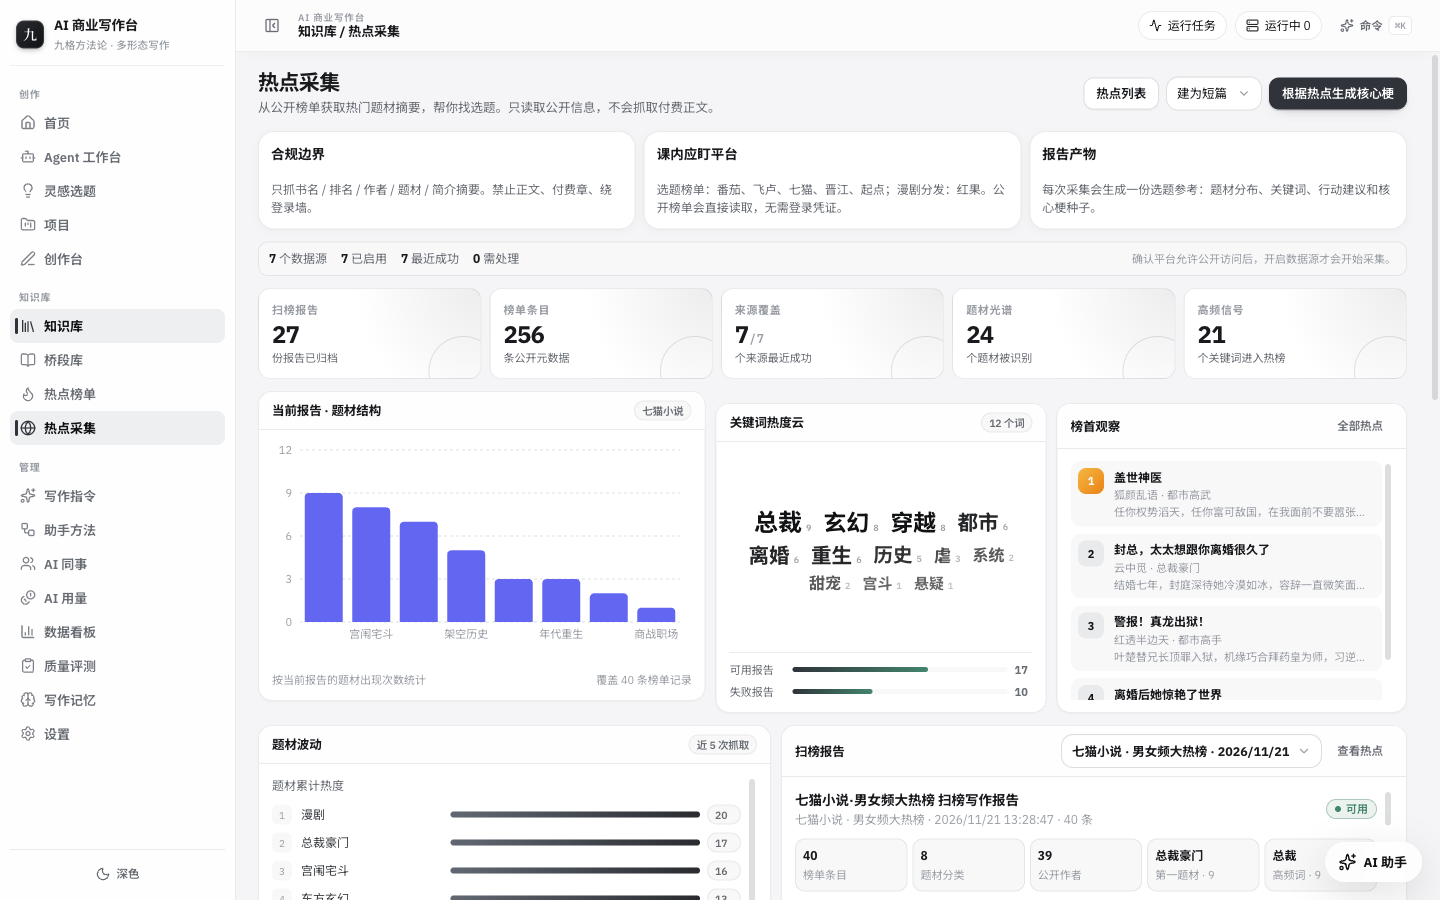 九
AI 商业写作台
九格方法论 · 多形态写作
创作
首页
Agent 工作台
灵感选题
项目
创作台
知识库
知识库
桥段库
热点榜单
热点采集
管理
写作指令
助手方法
AI 同事
AI 用量
数据看板
质量评测
写作记忆
设置
深色
AI 商业写作台
知识库 / 热点采集
运行任务
运行中 0
命令 ⌘K
热点采集
从公开榜单获取热门题材摘要，帮你找选题。只读取公开信息，不会抓取付费正文。
热点列表
建为短篇
根据热点生成核心梗
合规边界
只抓书名 / 排名 / 作者 / 题材 / 简介摘要。禁止正文、付费章、绕
登录墙。
课内应盯平台
选题榜单：番茄、飞卢、七猫、晋江、起点；漫剧分发：红果。公
开榜单会直接读取，无需登录凭证。
报告产物
每次采集会生成一份选题参考：题材分布、关键词、行动建议和核
心梗种子。
7 个数据源 7 已启用 7 最近成功 0 需处理
确认平台允许公开访问后，开启数据源才会开始采集。
扫榜报告
27
份报告已归档
榜单条目
256
条公开元数据
来源覆盖
7 / 7
个来源最近成功
题材光谱
24
个题材被识别
高频信号
21
个关键词进入热榜
当前报告 · 题材结构
七猫小说
12
9
6
3
0
宫闱宅斗 架空历史 年代重生 商战职场
按当前报告的题材出现次数统计
覆盖 40 条榜单记录
关键词热度云
12 个词
总裁 9 玄幻 8 穿越 8 都市 6
离婚 6 重生 6 历史 5 虐 3 系统 2
甜宠 2 宫斗 1 悬疑 1
可用报告 17
失败报告 10
榜首观察
全部热点
1
盖世神医
狐颜乱语 · 都市高武
任你权势滔天，任你富可敌国，在我面前不要嚣张...
2
封总，太太想跟你离婚很久了
云中觅 · 总裁豪门
结婚七年，封庭深待她冷漠如冰，容辞一直微笑面...
3
警报！真龙出狱！
红透半边天 · 都市高手
叶楚替兄长顶罪入狱，机缘巧合拜药皇为师，习逆...
4
离婚后她惊艳了世界
题材波动
近 5 次抓取
题材累计热度
1 漫剧 20
2 总裁豪门 17
3 宫闱宅斗 16
4 东方玄幻 13
扫榜报告
七猫小说 · 男女频大热榜 · 2026/11/21
查看热点
七猫小说·男女频大热榜 扫榜写作报告
七猫小说 · 男女频大热榜 · 2026/11/21 13:28:47 · 40 条
可用
40
榜单条目
8
题材分类
39
公开作者
总裁豪门
第一题材 · 9
总裁
高频词 · 9
AI 助手